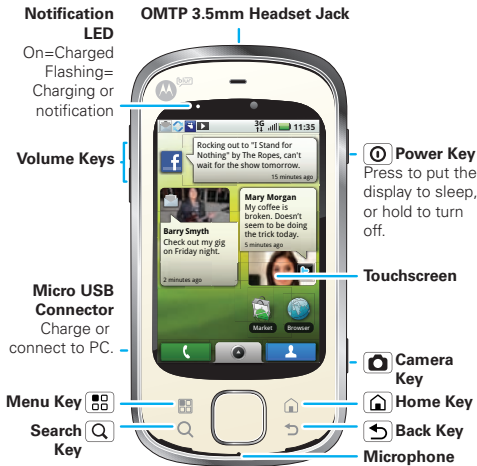 Notification
LED
On=Charged
Flashing=
Charging or
notification
OMTP 3.5mm Headset Jack
Volume Keys
Micro USB
Connector
Charge or
connect to PC.
Menu Key
Search
Key
3G
11:35
Rocking out to "I Stand for
Nothing" by The Ropes, can't
wait for the show tomorrow.
15 minutes ago
Mary Morgan
My coffee is
broken. Doesn't
seem to be doing
the trick today.
5 minutes ago
Barry Smyth
Check out my gig
on Friday night.
2 minutes ago
Market
Browser
Power Key
Press to put the
display to sleep,
or hold to turn
off.
Touchscreen
Camera
Key
Home Key
Back Key
Microphone